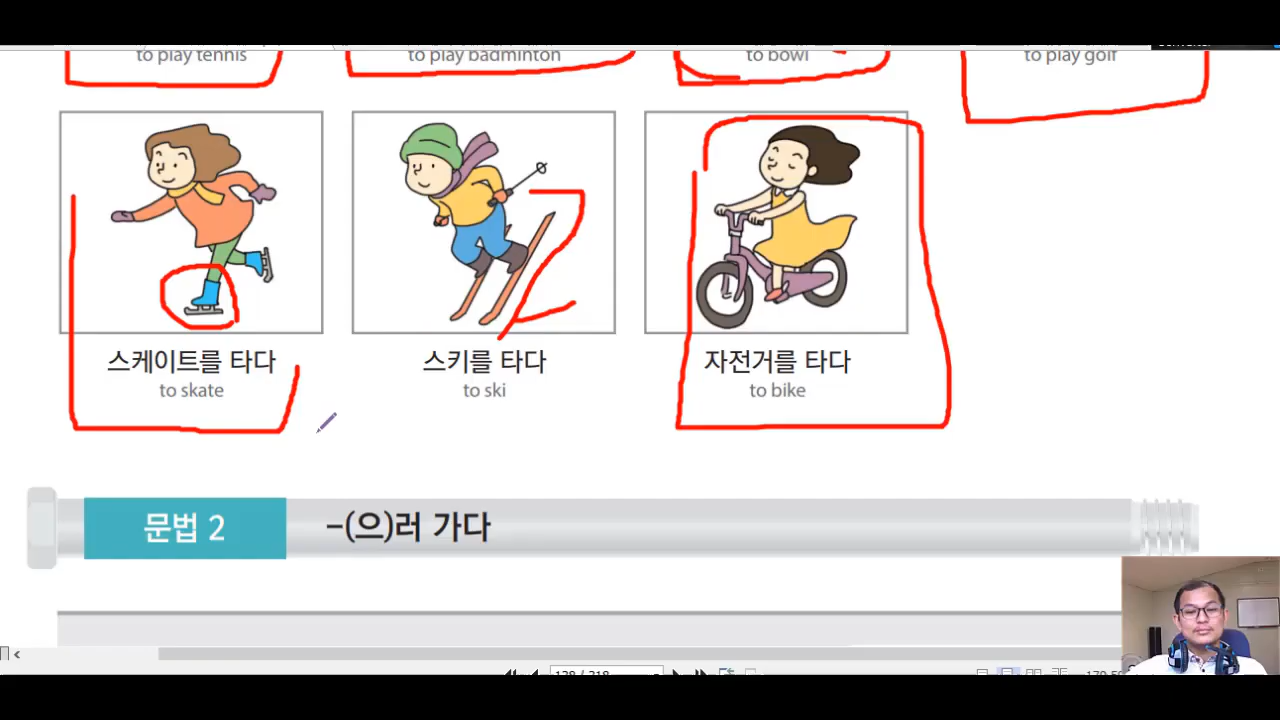 to play tennis
to play badminton
to bowl
to play golf
스케이트를 타다
to skate
스키를 타다
to ski
자전거를 타다
to bike
문법 2
-(으)러 가다